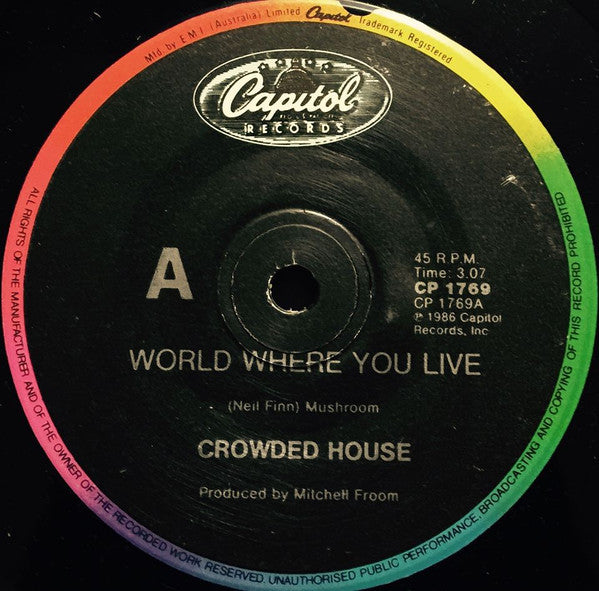 Mfd. by E M I (Australia) Limited Capitol Trademark Registered
Capitol
RECORDS
A
45 R.P.M.
Time: 3.07
CP 1769
CP 1769A
℗ 1986 Capitol
Records, Inc
WORLD WHERE YOU LIVE
(Neil Finn) Mushroom
CROWDED HOUSE
Produced by Mitchell Froom
ALL RIGHTS OF THE MANUFACTURER AND OF THE OWNER OF THE RECORDED WORK RESERVED. UNAUTHORISED PUBLIC PERFORMANCE, BROADCASTING AND COPYING OF THIS RECORD PROHIBITED